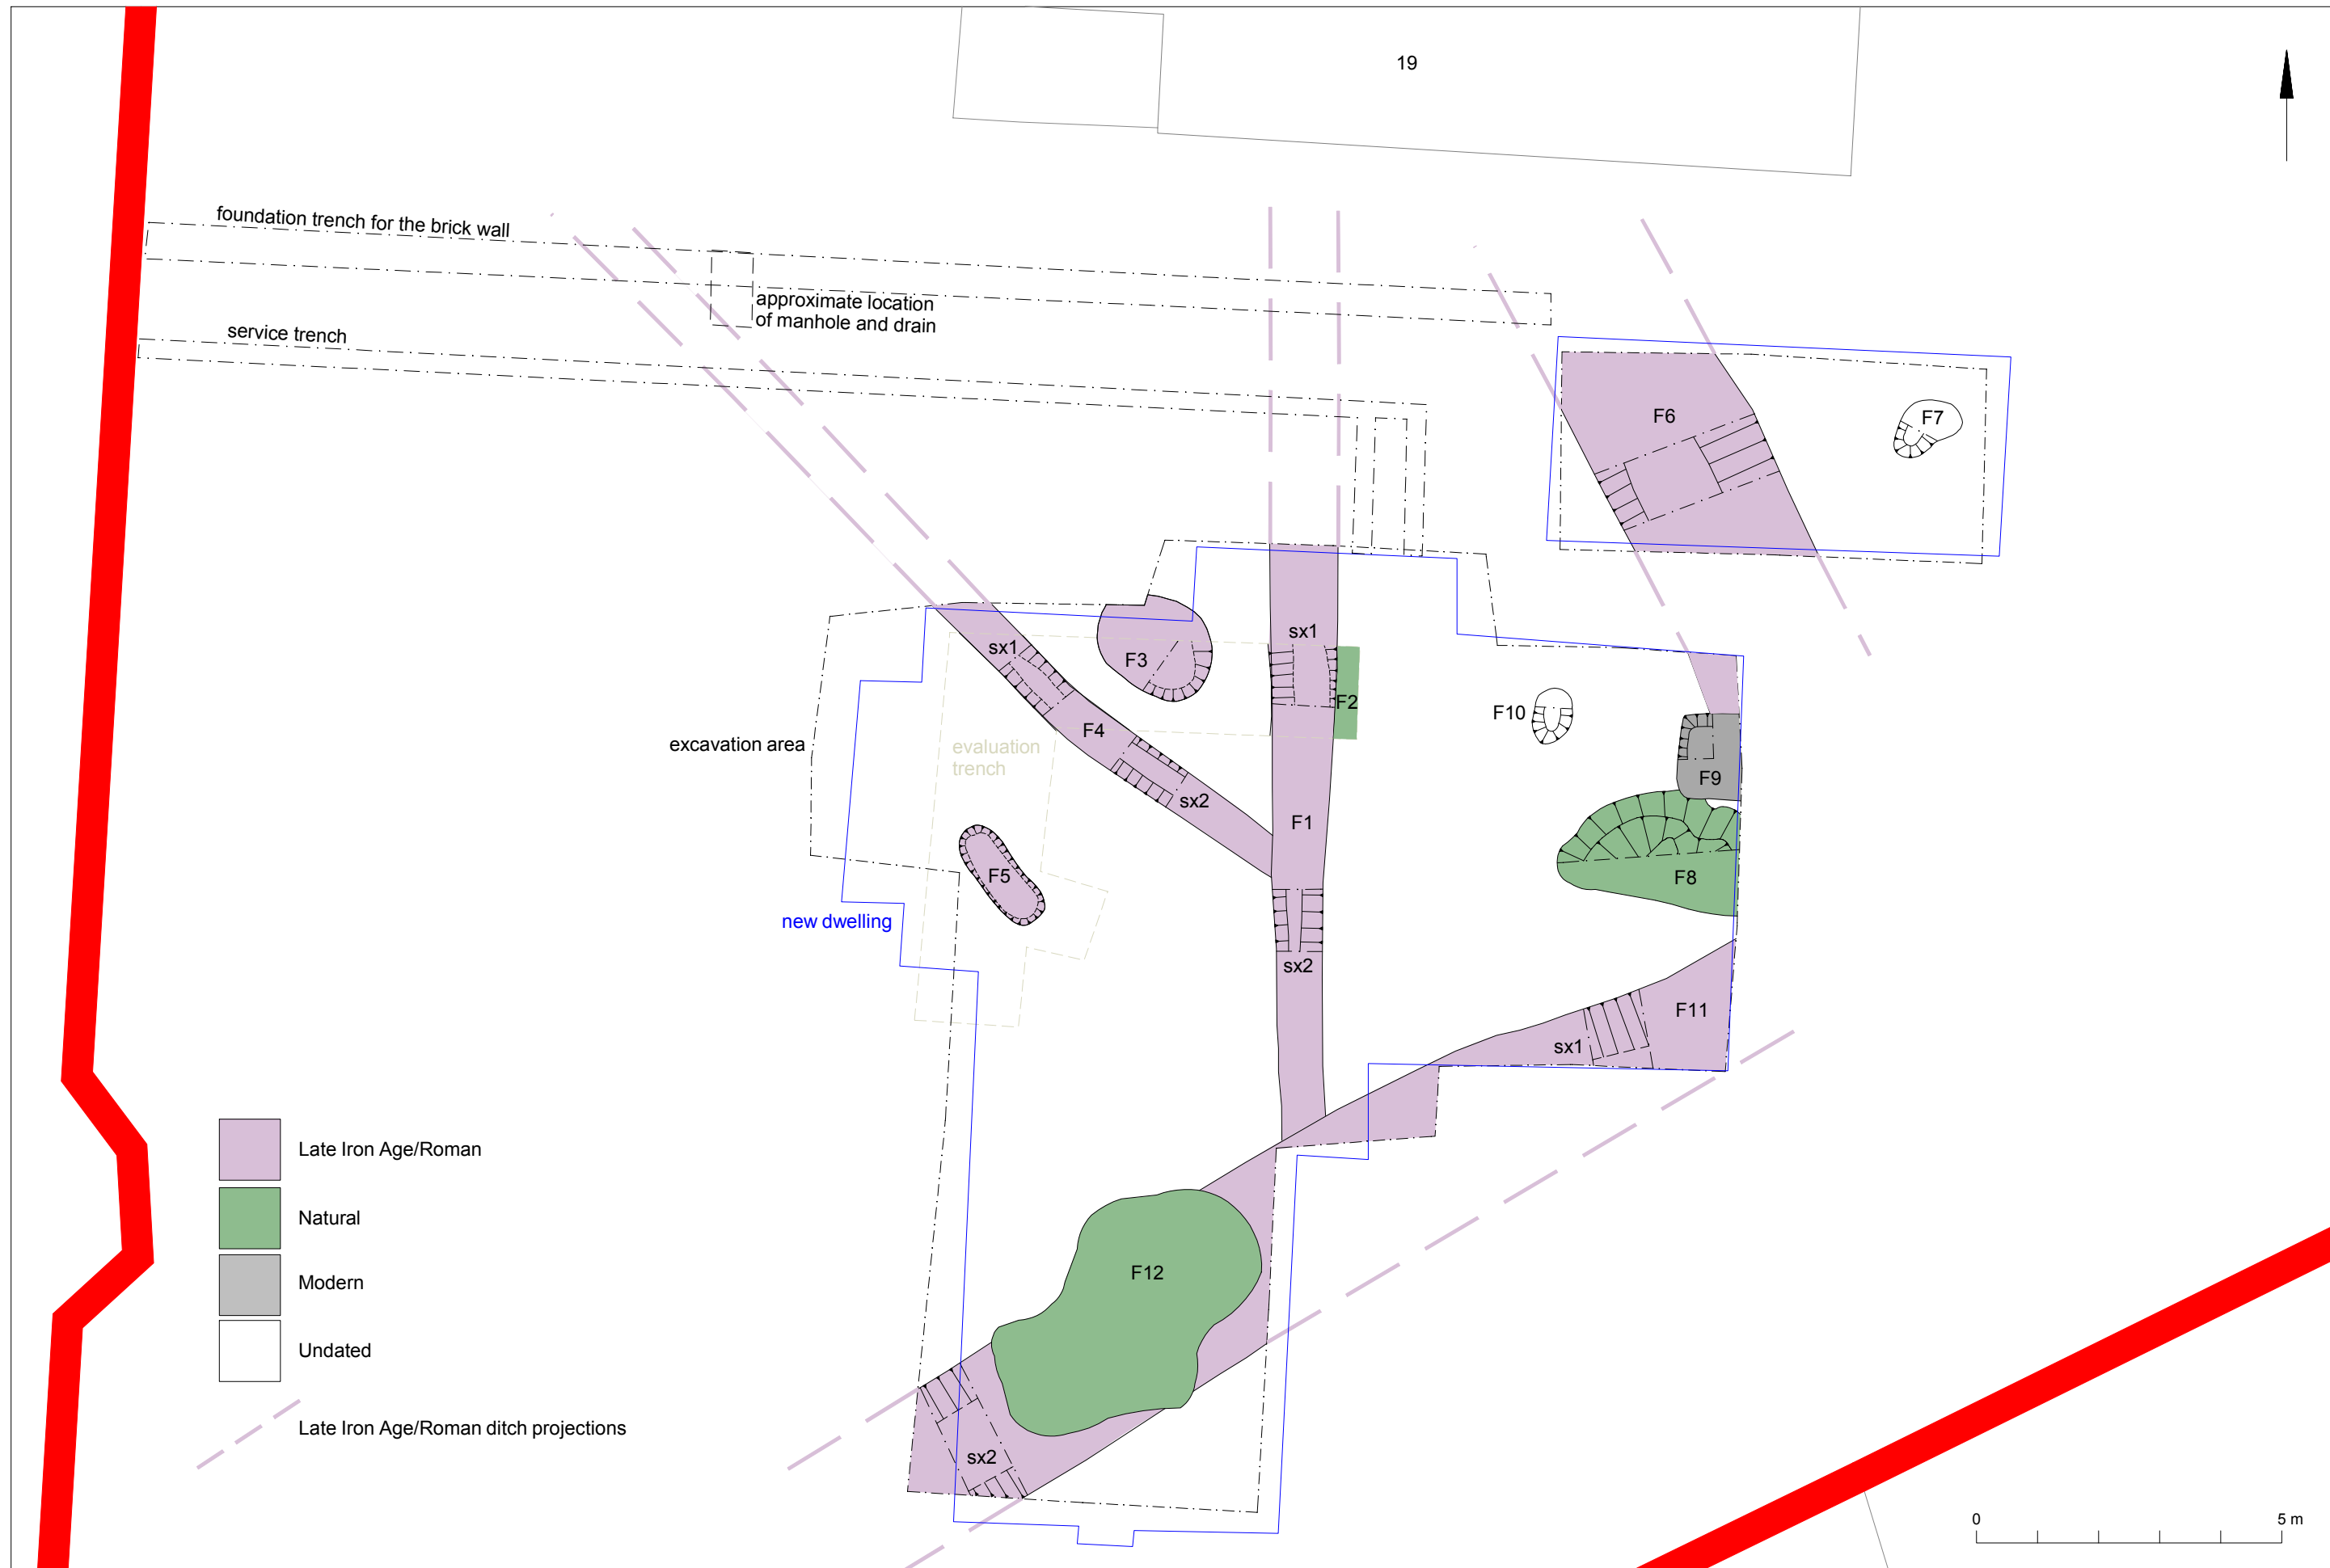 19
foundation trench for the brick wall
approximate location
of manhole and drain
service trench
F6
F7
sx1
sx1
F3
F2
F10
F4
excavation area
evaluation
trench
F9
sx2
F1
F5
F8
new dwelling
sx2
F11
sx1
Late Iron Age/Roman
Natural
F12
Modern
Undated
Late Iron Age/Roman ditch projections
sx2
0
5 m